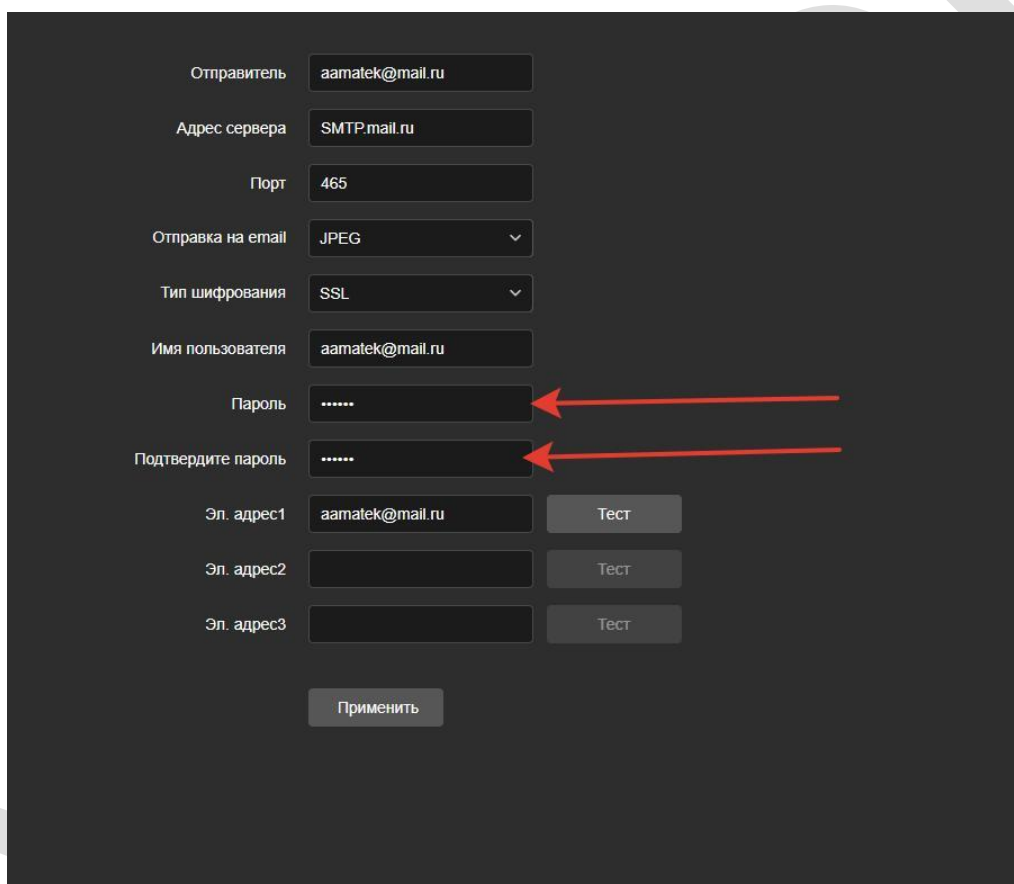 Отправитель aamatek@mail.ru
Адрес сервера SMTP.mail.ru
Порт 465
Отправка на email JPEG
Тип шифрования SSL
Имя пользователя aamatek@mail.ru
Пароль ••••••
Подтвердите пароль ••••••
Эл. адрес1 aamatek@mail.ru Тест
Эл. адрес2 Тест
Эл. адрес3 Тест
Применить